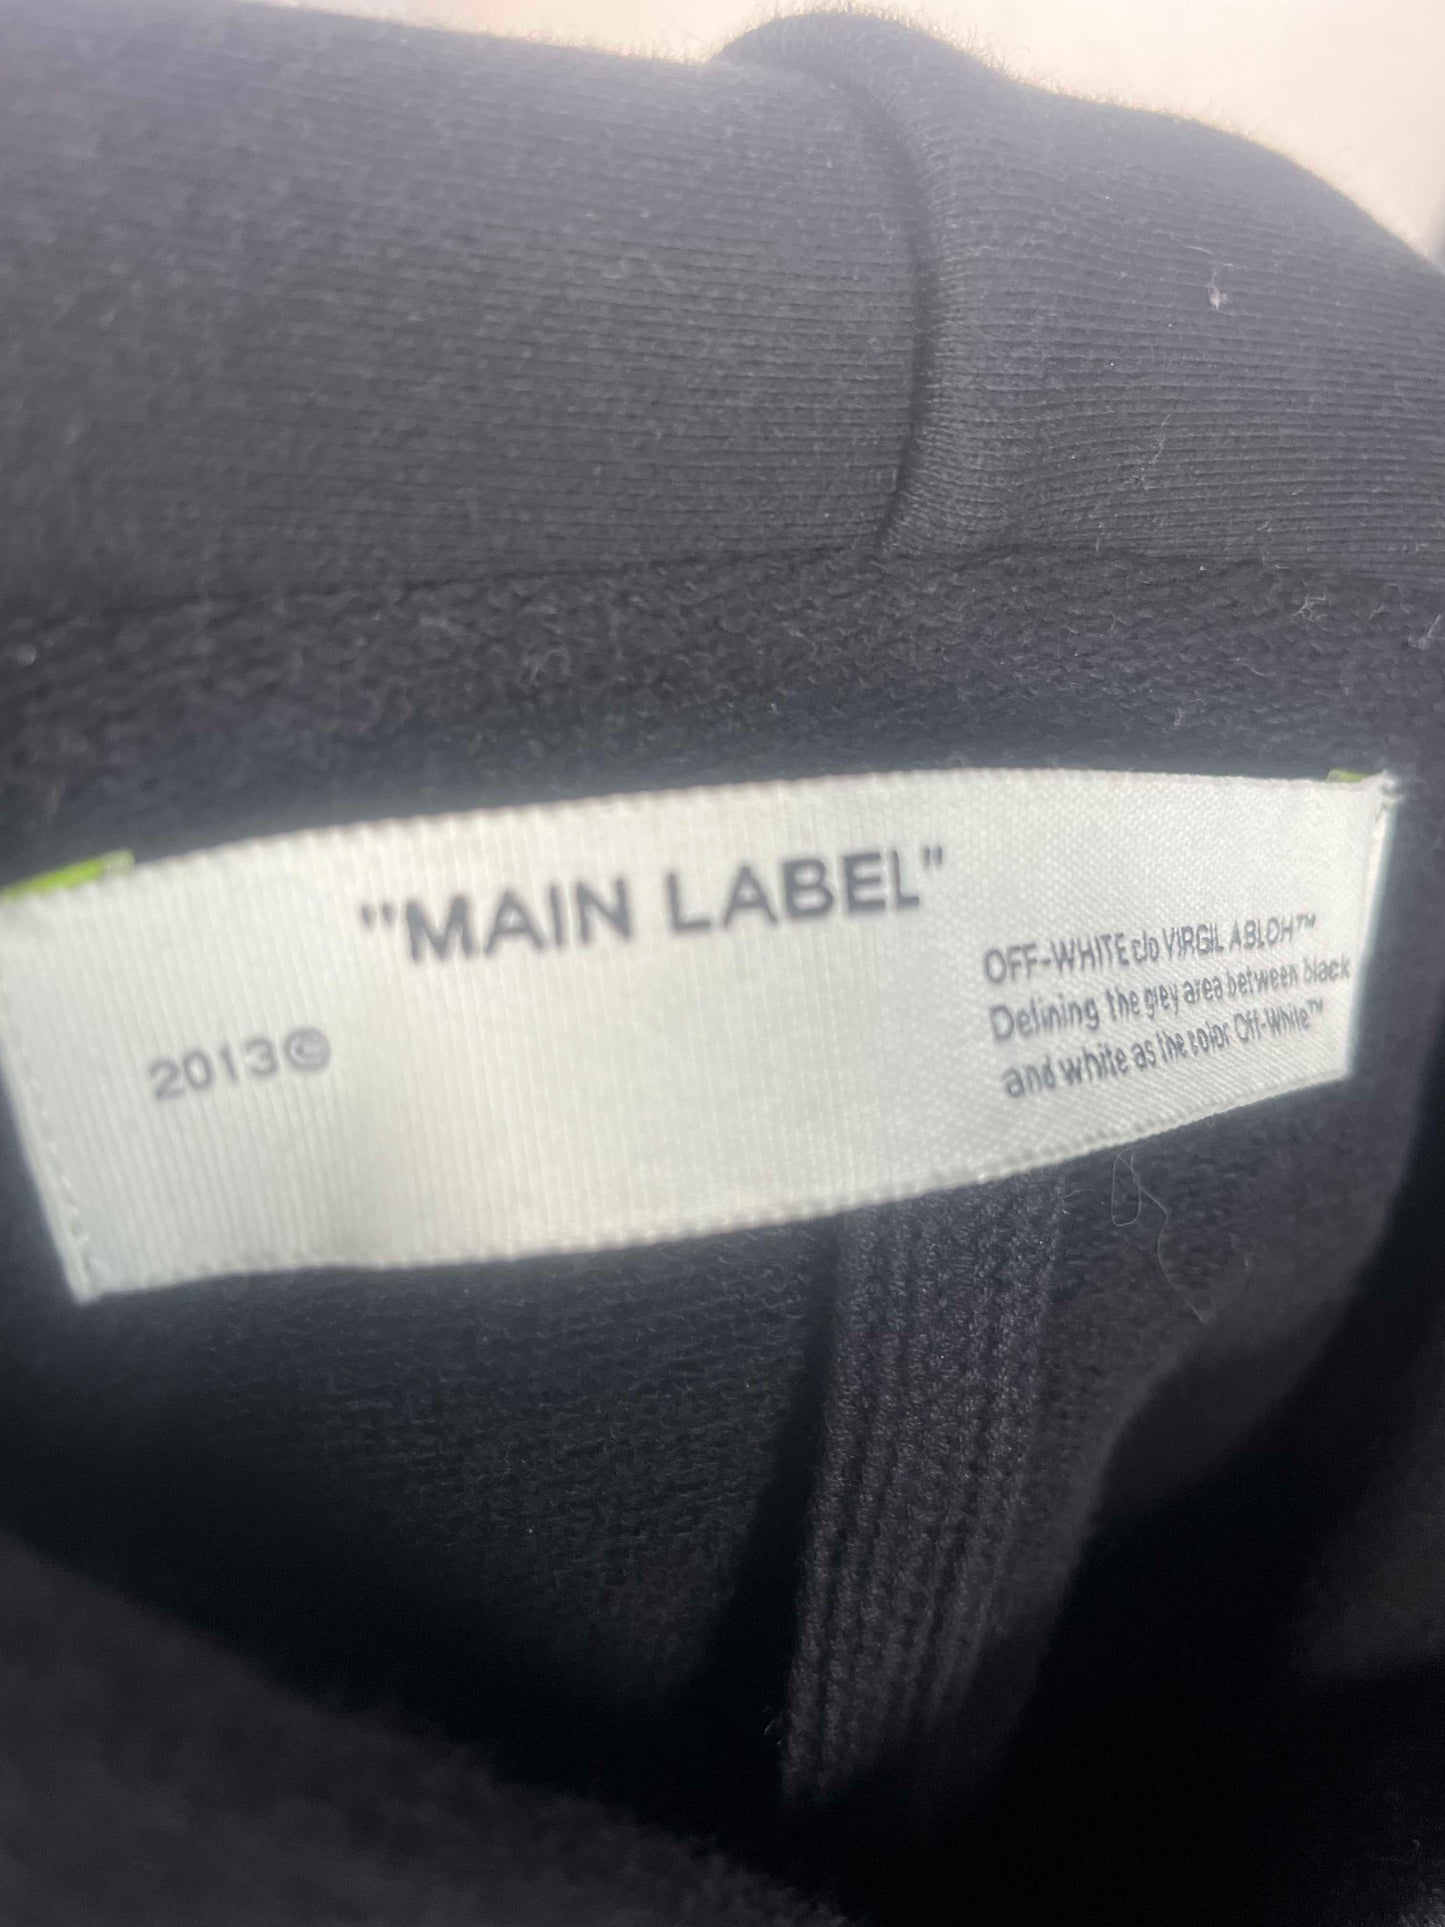 "MAIN LABEL"
2013©
OFF-WHITE c/o VIRGIL ABLOH™
Defining the grey area between black
and white as the color Off-White™